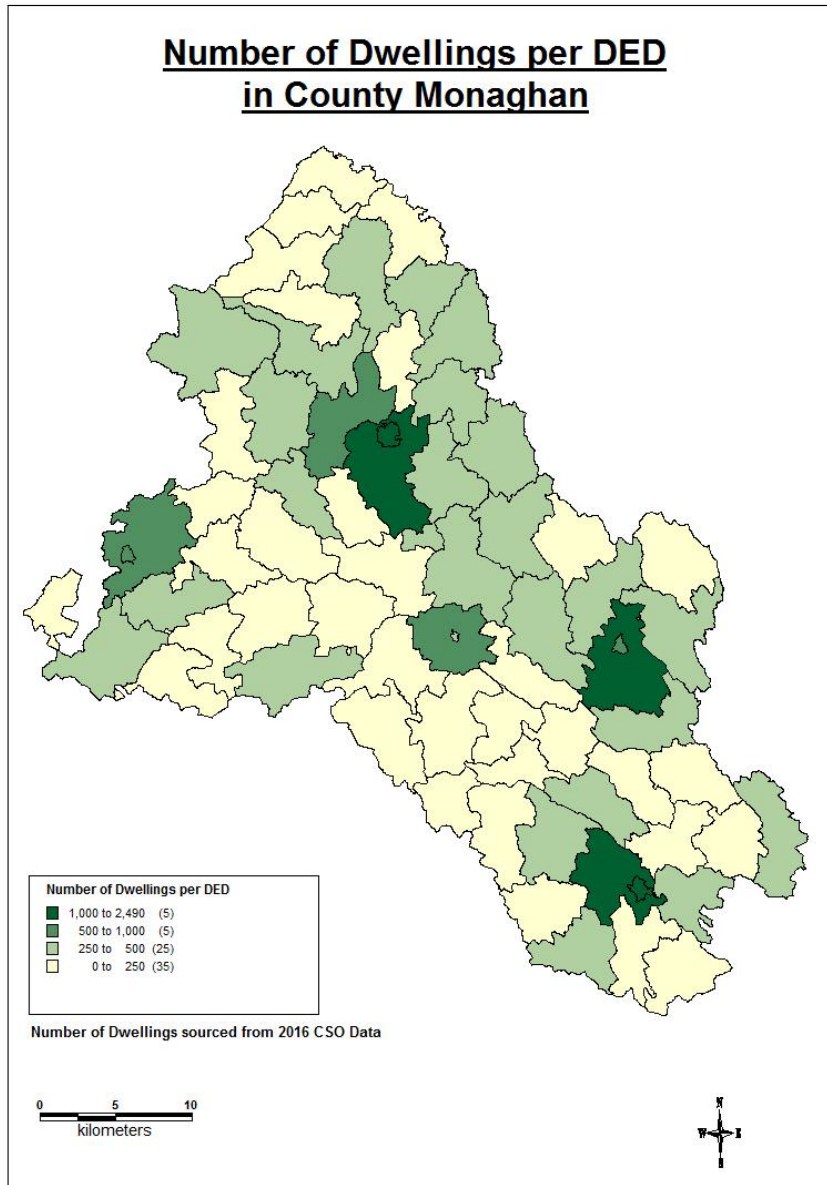 Number of Dwellings per DED
in County Monaghan
Number of Dwellings per DED
1,000 to 2,490 (5)
500 to 1,000 (5)
250 to 500 (25)
0 to 250 (35)
Number of Dwellings sourced from 2016 CSO Data
0 5 10
kilometers
N
W E
S